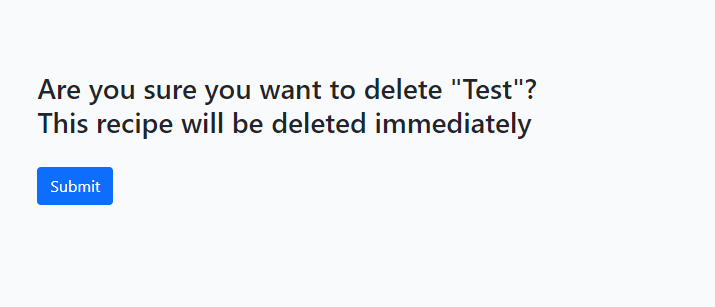 Are you sure you want to delete "Test"?
This recipe will be deleted immediately
Submit